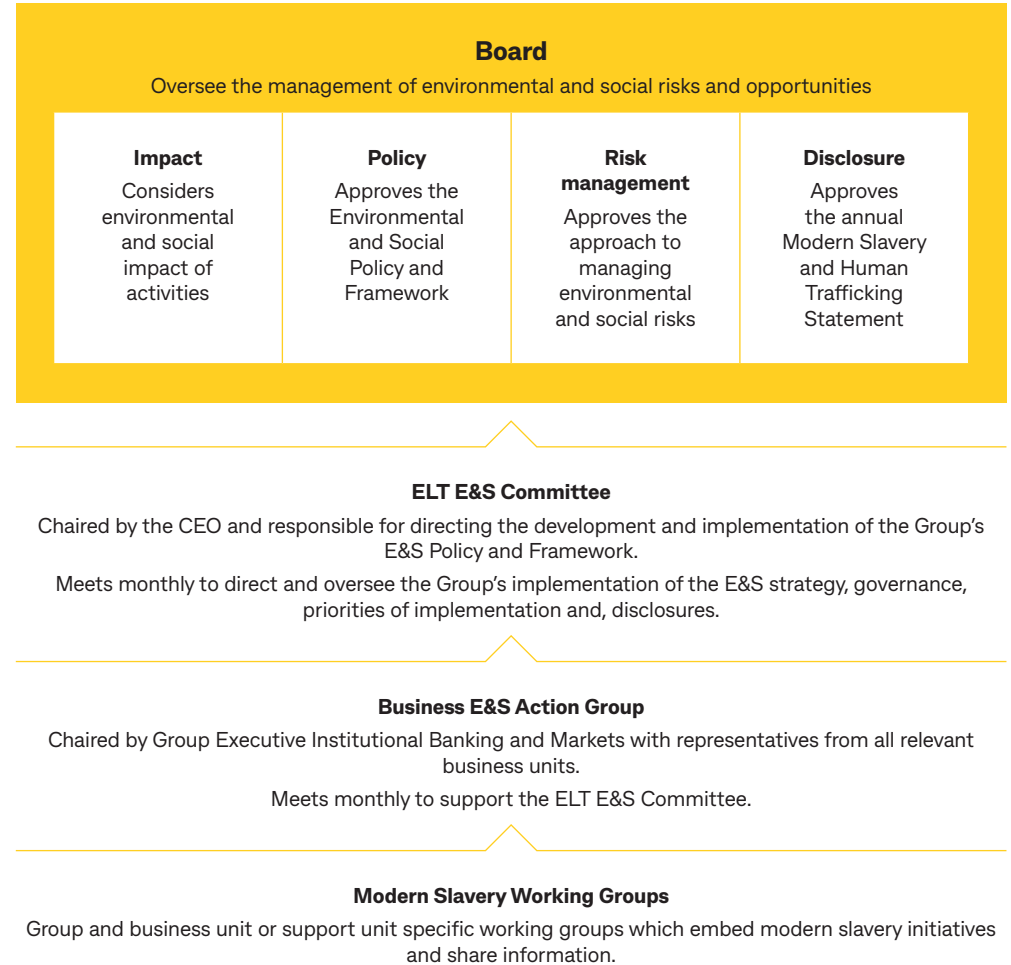 Board
Oversee the management of environmental and social risks and opportunities
Impact
Considers
environmental
and social
impact of
activities
Policy
Approves the
Environmental
and Social
Policy and
Framework
Risk
management
Approves the
approach to
managing
environmental
and social risks
Disclosure
Approves
the annual
Modern Slavery
and Human
Trafficking
Statement
ELT E&S Committee
Chaired by the CEO and responsible for directing the development and implementation of the Group’s
E&S Policy and Framework.
Meets monthly to direct and oversee the Group’s implementation of the E&S strategy, governance,
priorities of implementation and, disclosures.
Business E&S Action Group
Chaired by Group Executive Institutional Banking and Markets with representatives from all relevant
business units.
Meets monthly to support the ELT E&S Committee.
Modern Slavery Working Groups
Group and business unit or support unit specific working groups which embed modern slavery initiatives
and share information.